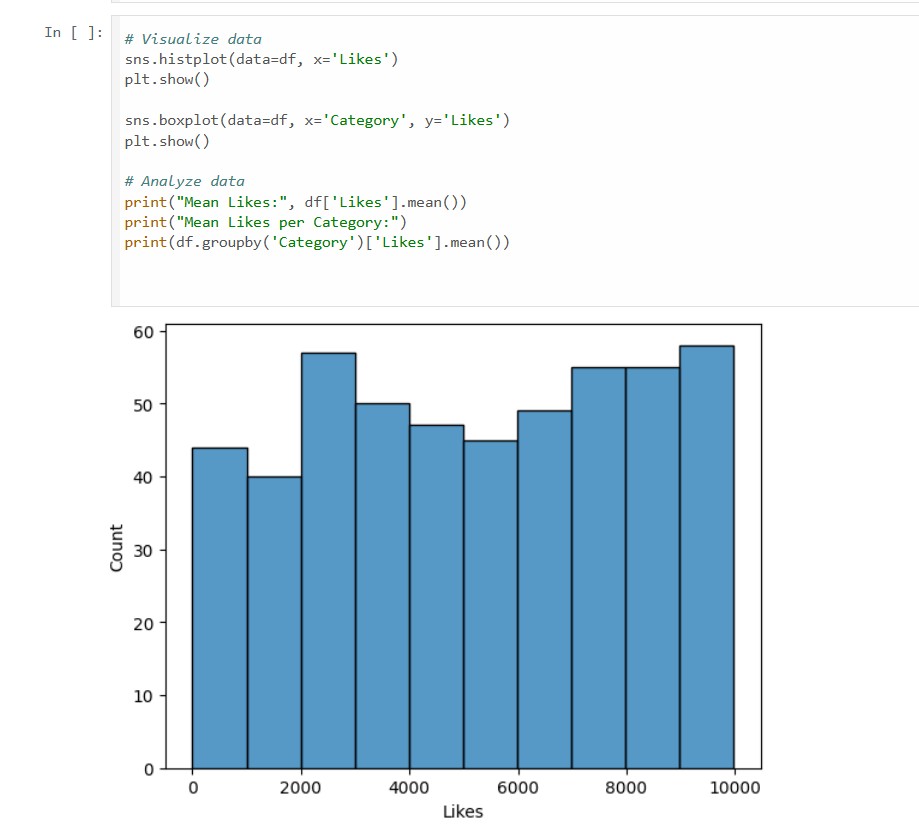 In [ ]:
# Visualize data
sns.histplot(data=df, x='Likes')
plt.show()
sns.boxplot(data=df, x='Category', y='Likes')
plt.show()
# Analyze data
print("Mean Likes:", df['Likes'].mean())
print("Mean Likes per Category:")
print(df.groupby('Category')['Likes'].mean())
60
50
40
30
20
10
0
Count
0 2000 4000 6000 8000 10000
Likes